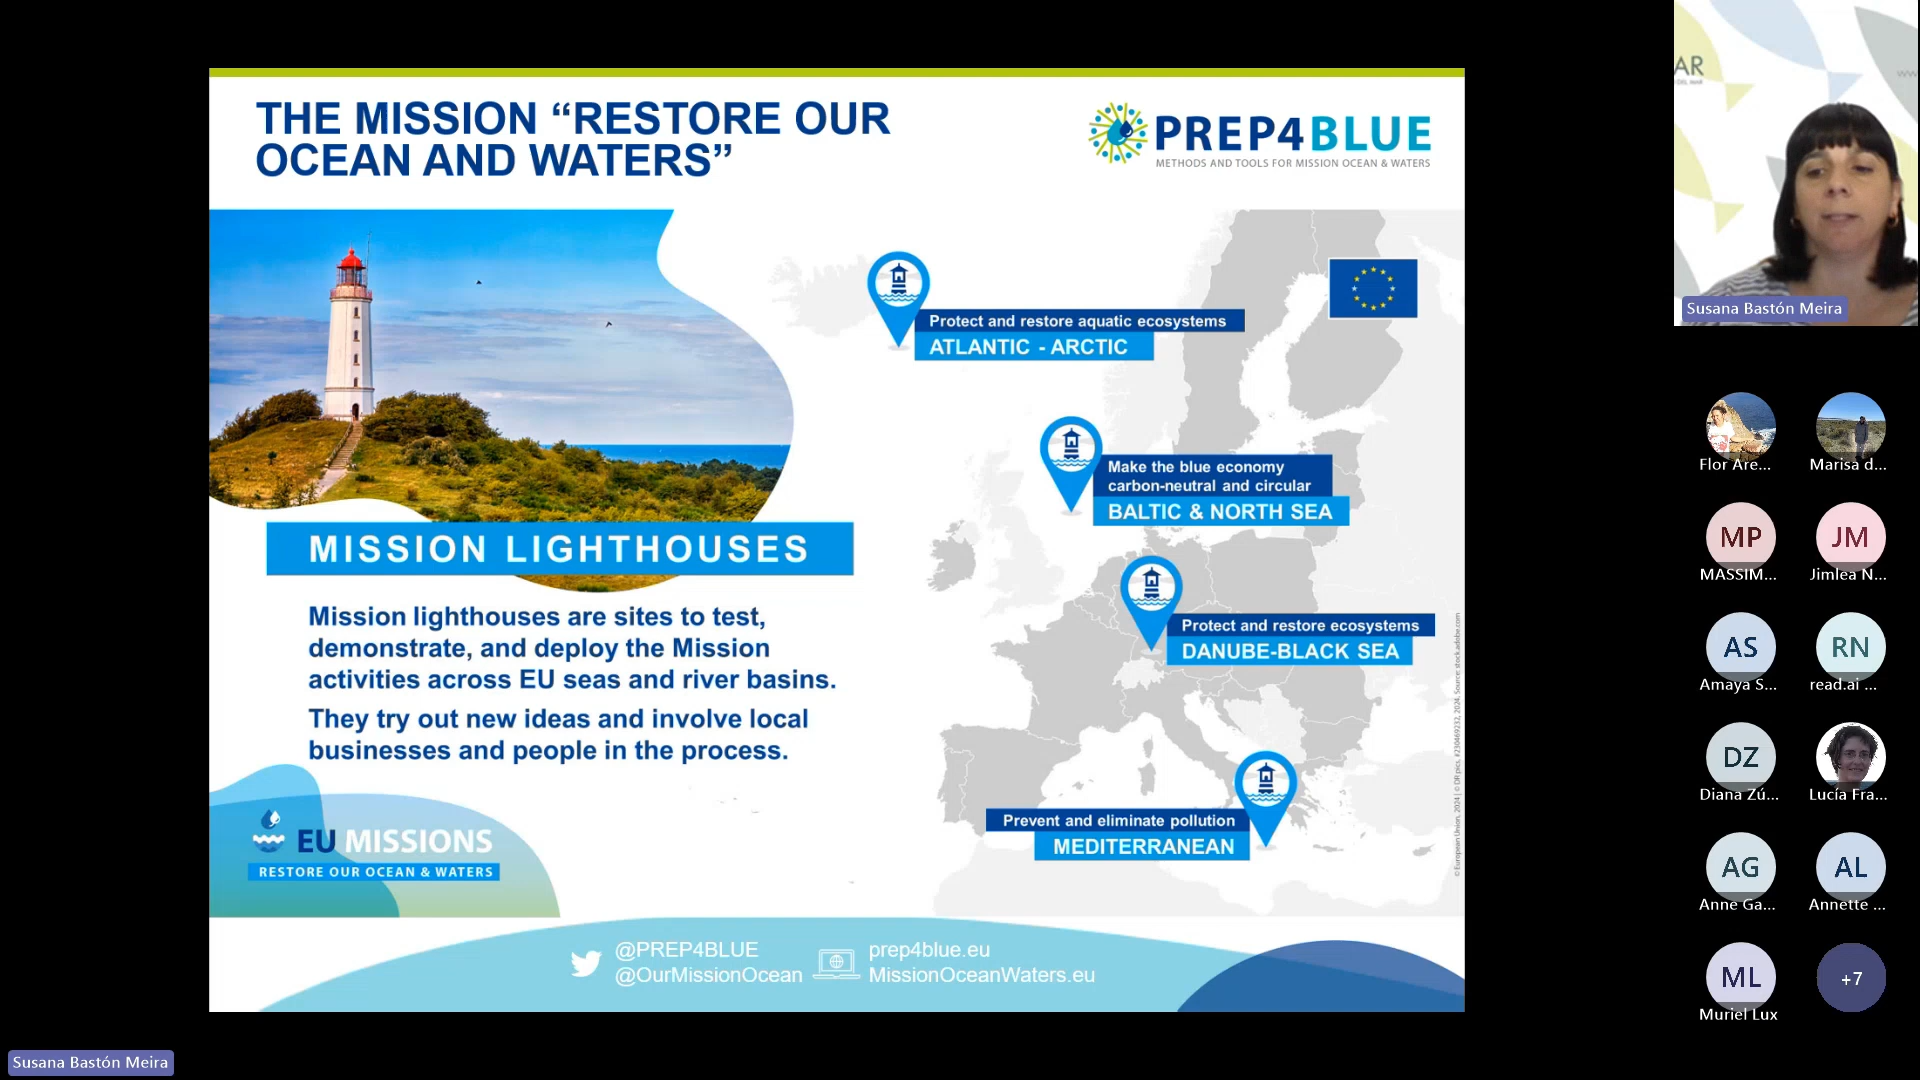 THE MISSION “RESTORE OUR
OCEAN AND WATERS”
PREP4BLUE
METHODS AND TOOLS FOR MISSION OCEAN & WATERS
Protect and restore aquatic ecosystems
ATLANTIC - ARCTIC
Make the blue economy
carbon-neutral and circular
BALTIC & NORTH SEA
Protect and restore ecosystems
DANUBE-BLACK SEA
Prevent and eliminate pollution
MEDITERRANEAN
MISSION LIGHTHOUSES
Mission lighthouses are sites to test,
demonstrate, and deploy the Mission
activities across EU seas and river basins.
They try out new ideas and involve local
businesses and people in the process.
EU MISSIONS
RESTORE OUR OCEAN & WATERS
@PREP4BLUE
@OurMissionOcean
prep4blue.eu
MissionOceanWaters.eu
AR
DEL MAR
Susana Bastón Meira
Flor Are...
Marisa d...
MP
MASSIM...
JM
Jimlea N...
AS
Amaya S...
RN
read.ai ...
DZ
Diana Zú...
Lucía Fra...
AG
Anne Ga...
AL
Annette ...
ML
Muriel Lux
+7
Susana Bastón Meira